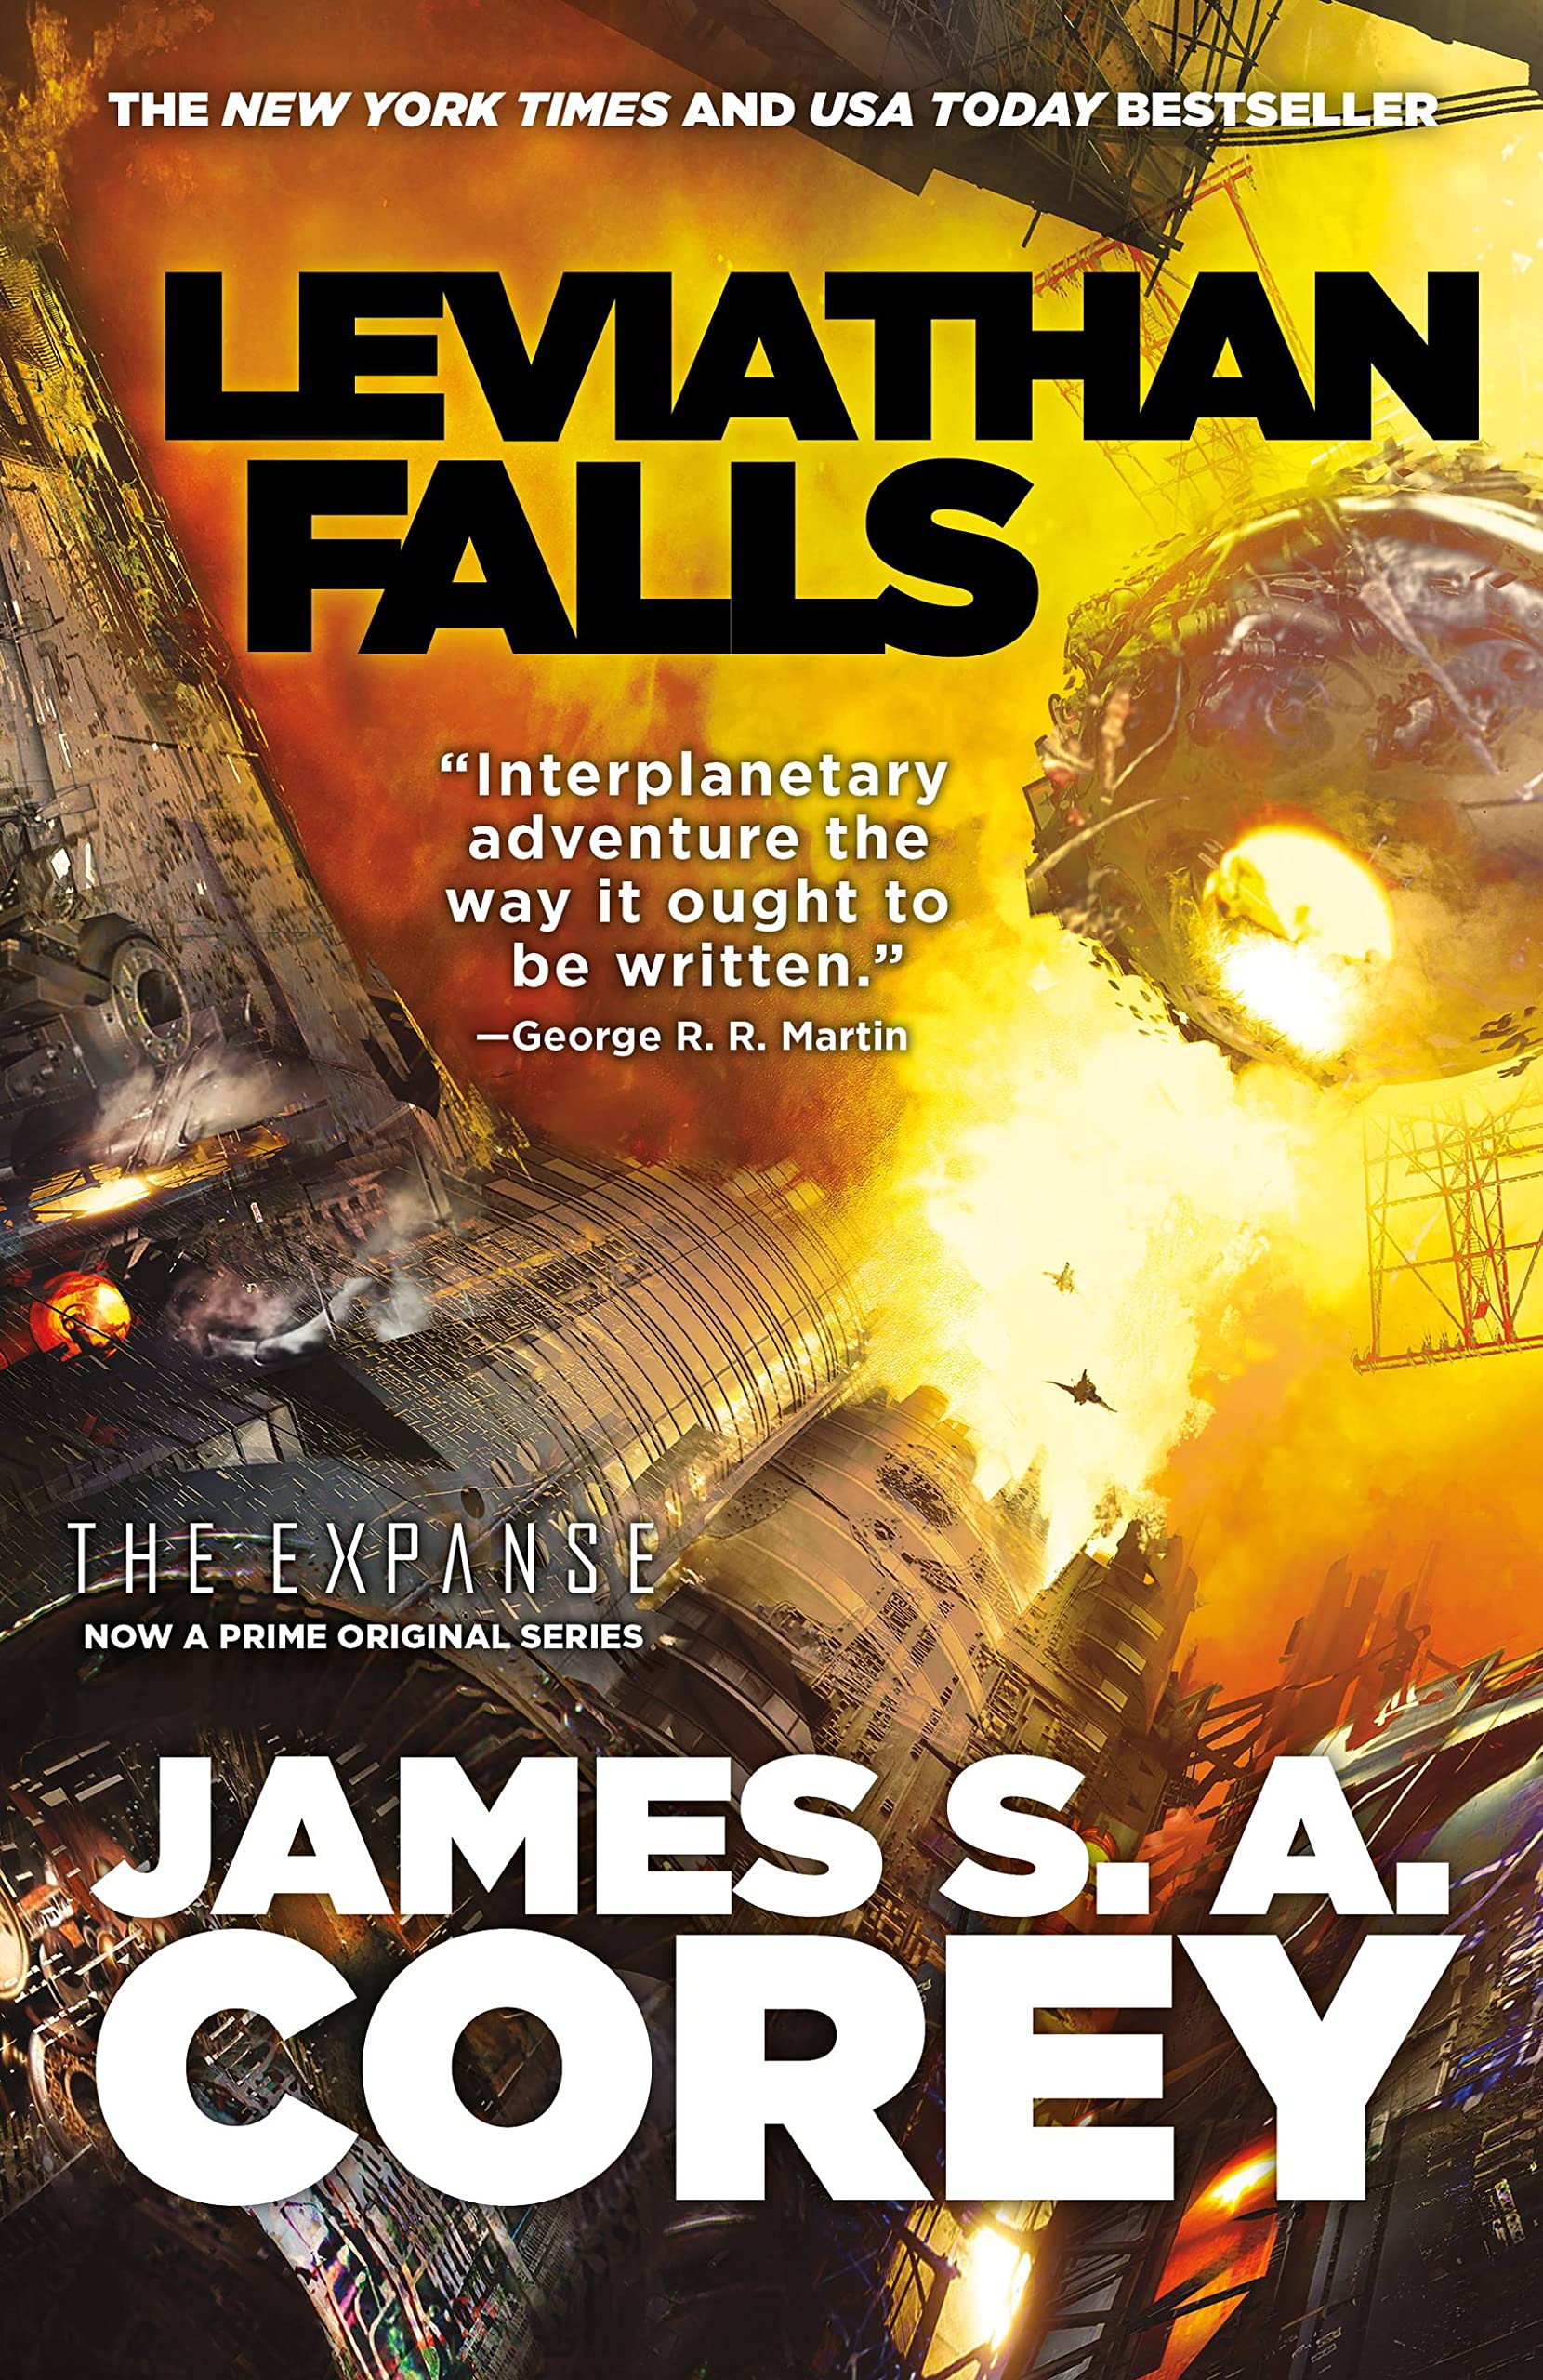 THE NEW YORK TIMES AND USA TODAY BESTSELLER
LEVIATHAN
FALLS
“Interplanetary
adventure the
way it ought to
be written.”
—George R. R. Martin
THE EXPANSE
NOW A PRIME ORIGINAL SERIES
JAMES S. A.
COREY